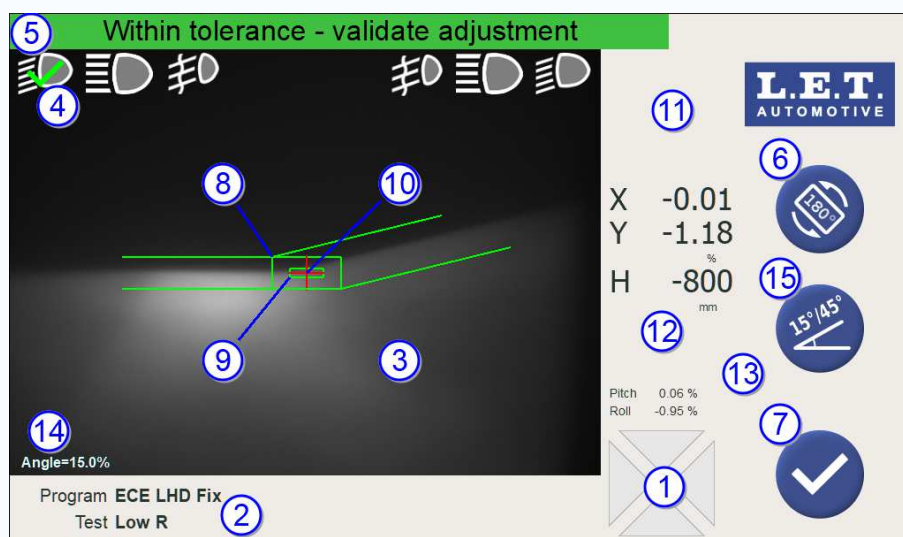 Within tolerance - validate adjustment
5
4
11
L.E.T.
AUTOMOTIVE
6
180°
8
10
X -0.01
Y -1.18
%
H -800
mm
15
15°/45°
9
3
12
13
Pitch 0.06 %
Roll -0.95 %
14
Angle=15.0%
7
1
Program ECE LHD Fix
Test Low R
2